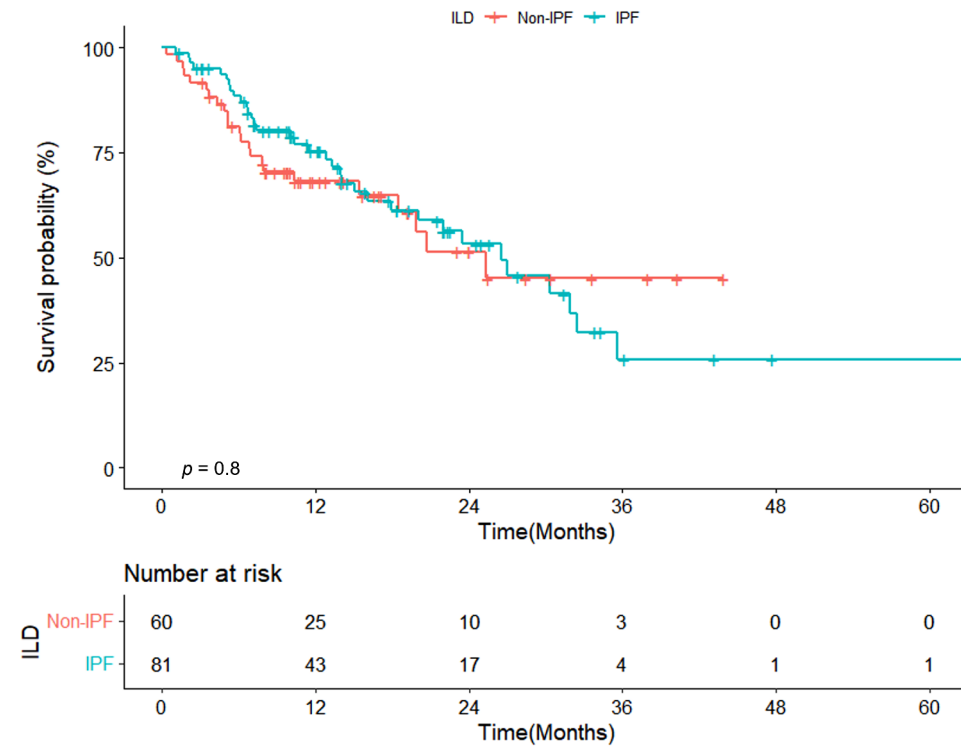 ILD Non-IPF IPF
Survival probability (%)
100
75
50
25
0
p = 0.8
0 12 24 36 48 60
Time(Months)
Number at risk
ILD
Non-IPF 60 25 10 3 0 0
IPF 81 43 17 4 1 1
0 12 24 36 48 60
Time(Months)